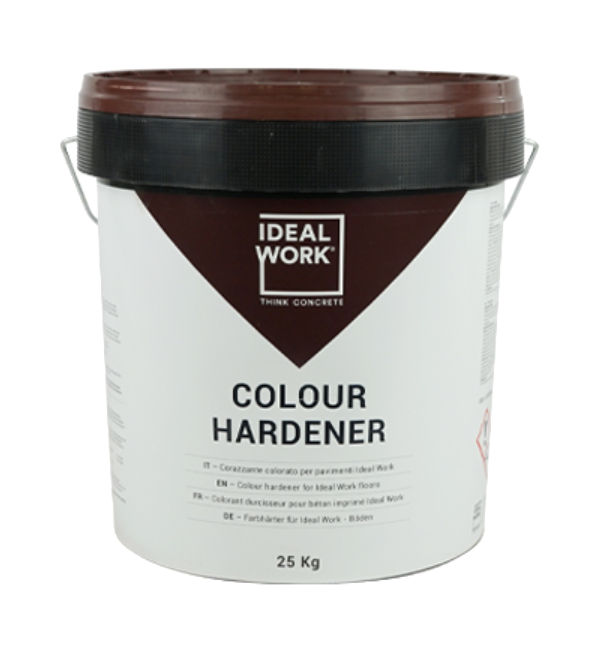 IDEAL
WORK®
THINK CONCRETE
COLOUR
HARDENER
IT – Corazzante colorato per pavimenti Ideal Work
EN – Colour hardener for Ideal Work floors
FR – Colorant durcisseur pour béton imprimé Ideal Work
DE – Farbhärter für Ideal Work - Böden
25 Kg